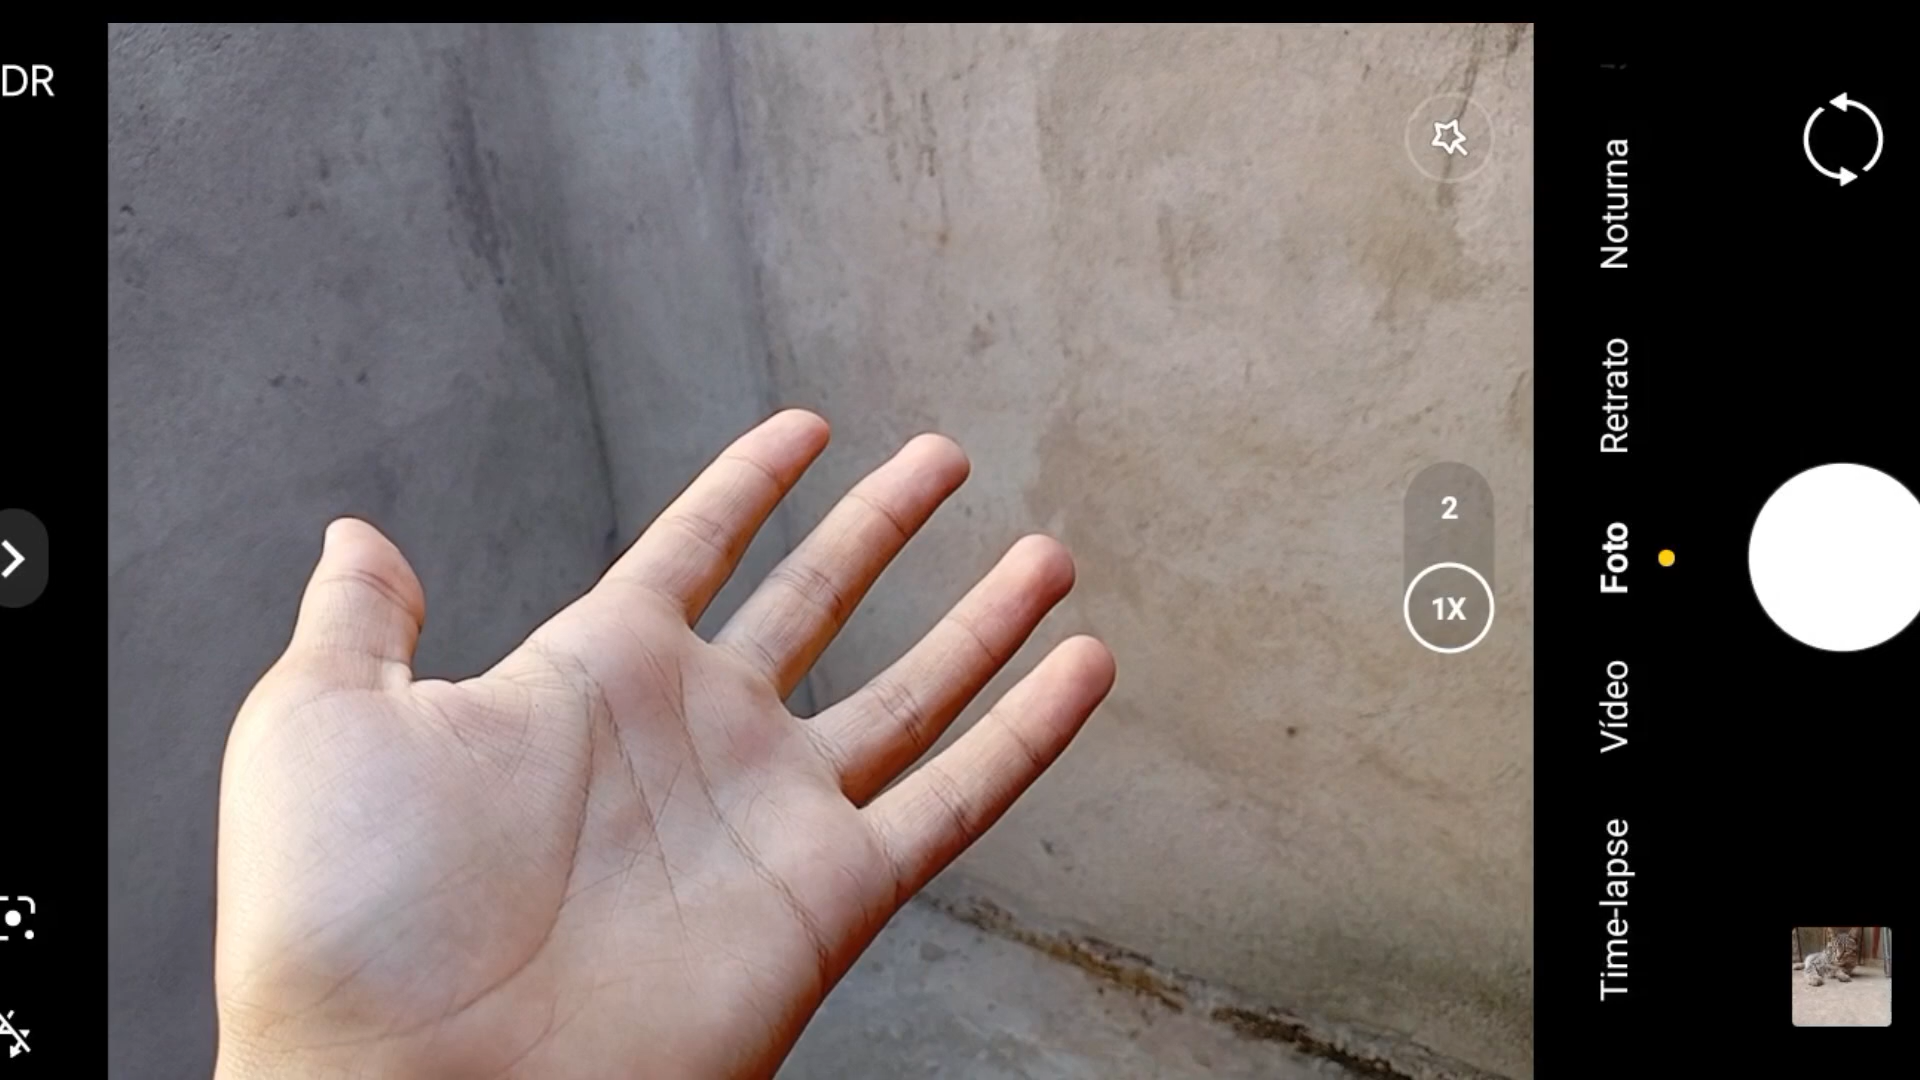 DR
Noturna
Retrato
2
Foto
1X
Vídeo
Time-lapse